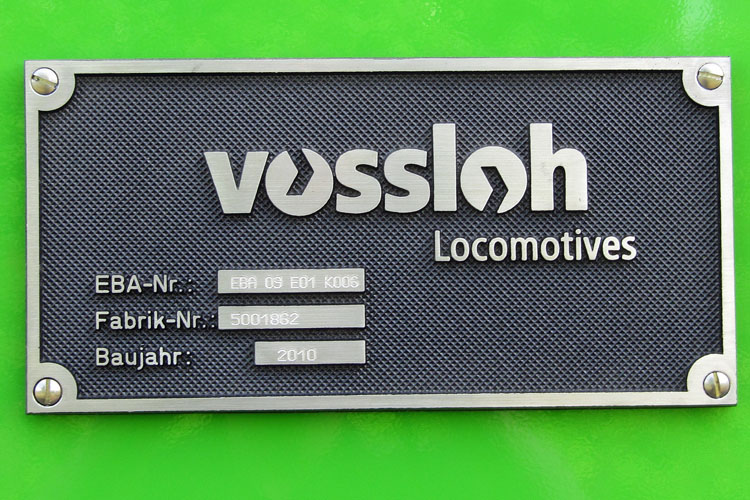 vossloh
Locomotives
EBA-Nr.: EBA 09 E01 K006
Fabrik-Nr.: 5001862
Baujahr: 2010